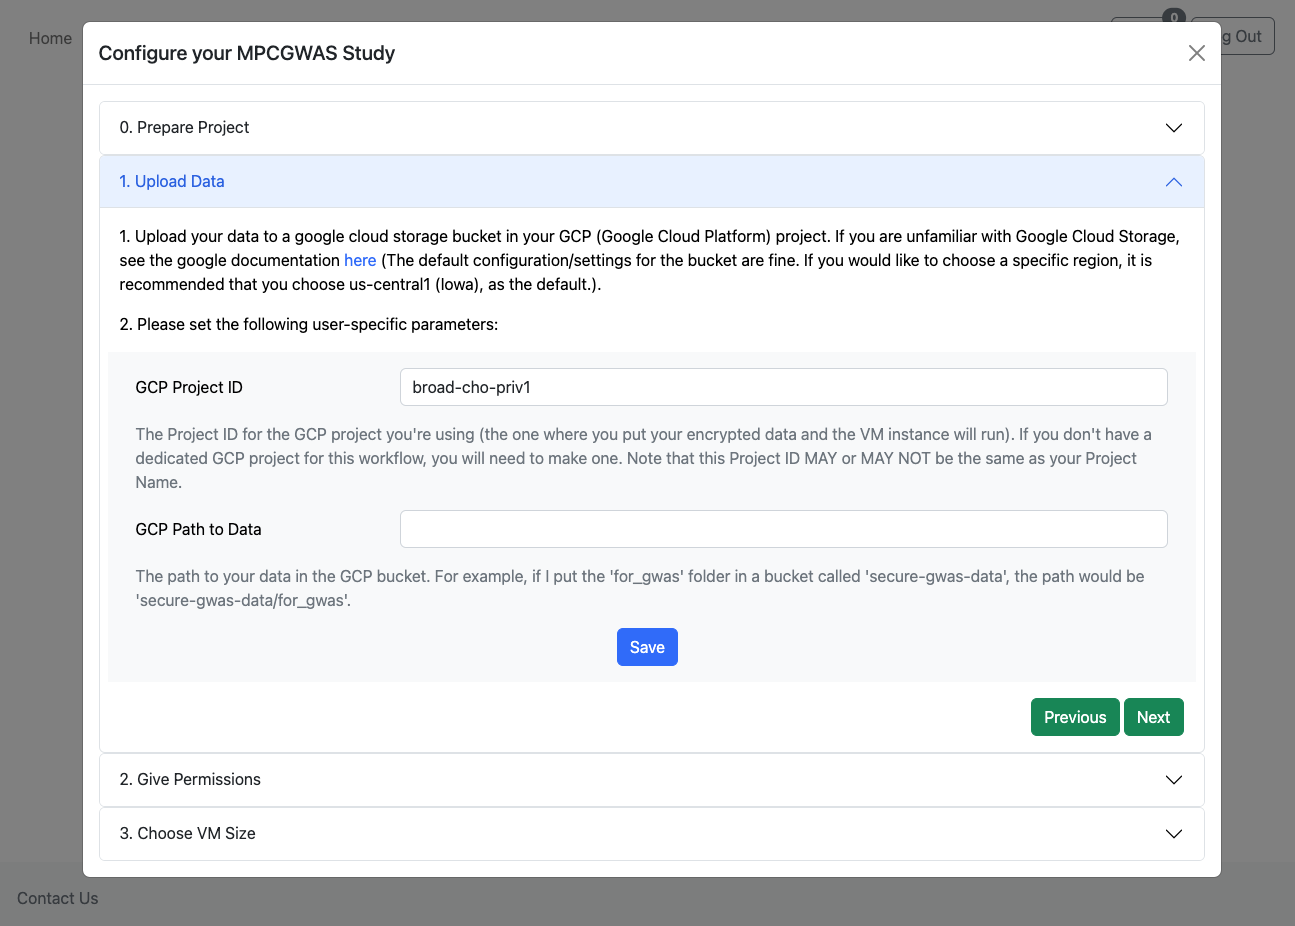 Home
0
g Out
Configure your MPCGWAS Study
0. Prepare Project
1. Upload Data
1. Upload your data to a google cloud storage bucket in your GCP (Google Cloud Platform) project. If you are unfamiliar with Google Cloud Storage,
see the google documentation here (The default configuration/settings for the bucket are fine. If you would like to choose a specific region, it is
recommended that you choose us-central1 (Iowa), as the default.).
2. Please set the following user-specific parameters:
GCP Project ID
broad-cho-priv1
The Project ID for the GCP project you're using (the one where you put your encrypted data and the VM instance will run). If you don't have a
dedicated GCP project for this workflow, you will need to make one. Note that this Project ID MAY or MAY NOT be the same as your Project
Name.
GCP Path to Data
The path to your data in the GCP bucket. For example, if I put the 'for_gwas' folder in a bucket called 'secure-gwas-data', the path would be
'secure-gwas-data/for_gwas'.
Save
Previous Next
2. Give Permissions
3. Choose VM Size
Contact Us